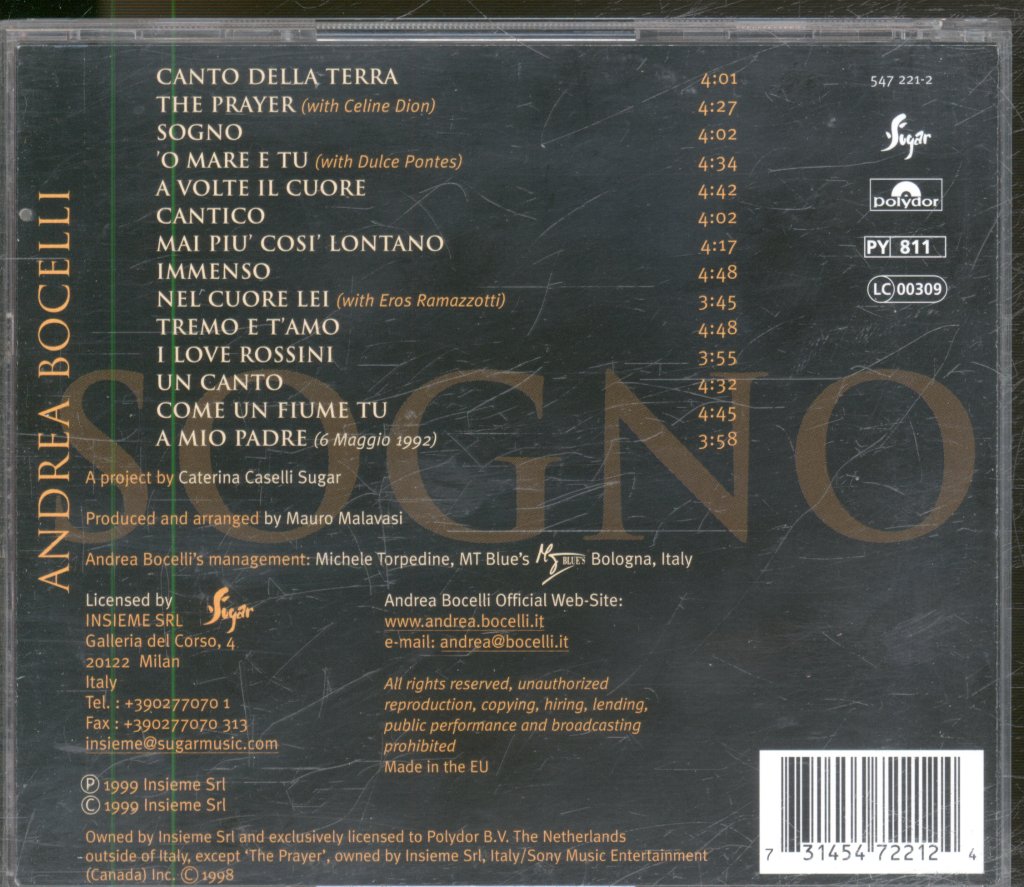 CANTO DELLA TERRA 4:01
THE PRAYER (with Celine Dion) 4:27
SOGNO 4:02
'O MARE E TU (with Dulce Pontes) 4:34
A VOLTE IL CUORE 4:42
CANTICO 4:02
MAI PIU' COSI' LONTANO 4:17
IMMENSO 4:48
NEL' CUORE LEI (with Eros Ramazzotti) 3:45
TREMO E T'AMO 4:48
I LOVE ROSSINI 3:55
UN CANTO 4:32
COME UN FIUME TU 4:45
A MIO PADRE (6 Maggio 1992) 3:58
547 221-2
Sugar
polydor
PY 811
LC 00309
ANDREA BOCELLI
SOGNO
A project by Caterina Caselli Sugar
Produced and arranged by Mauro Malavasi
Andrea Bocelli's management: Michele Torpedine, MT Blue's MT BLUE'S Bologna, Italy
Licensed by
INSIEME SRL
Sugar
Galleria del Corso, 4
20122 Milan
Italy
Tel. : +390277070 1
Fax : +390277070 313
insieme@sugarmusic.com
Andrea Bocelli Official Web-Site:
www.andrea.bocelli.it
e-mail: andrea@bocelli.it
All rights reserved, unauthorized
reproduction, copying, hiring, lending,
public performance and broadcasting
prohibited
Made in the EU
Ⓟ 1999 Insieme Srl
© 1999 Insieme Srl
Owned by Insieme Srl and exclusively licensed to Polydor B.V. The Netherlands
outside of Italy, except 'The Prayer', owned by Insieme Srl, Italy/Sony Music Entertainment
(Canada) Inc. © 1998
7 31454 72212 4